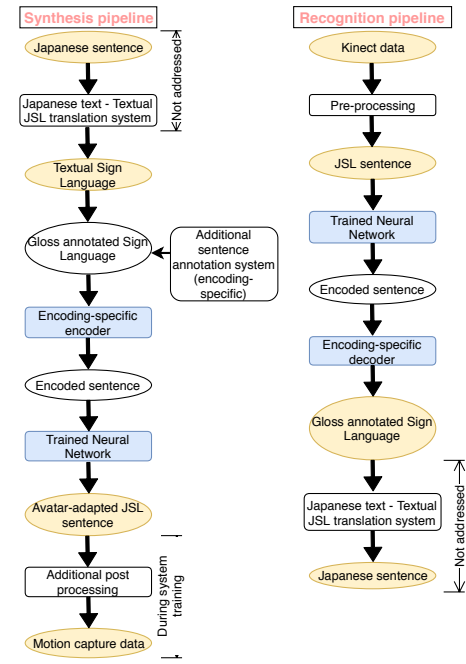 Synthesis pipeline
Japanese sentence
Not addressed
Japanese text - Textual
JSL translation system
Textual Sign
Language
Gloss annotated Sign
Language
Additional
sentence
annotation system
(encoding-
specific)
Encoding-specific
encoder
Encoded sentence
Trained Neural
Network
Avatar-adapted JSL
sentence
During system
training
Additional post
processing
Motion capture data
Recognition pipeline
Kinect data
Pre-processing
JSL sentence
Trained Neural
Network
Encoded sentence
Encoding-specific
decoder
Gloss annotated Sign
Language
Not addressed
Japanese text - Textual
JSL translation system
Japanese sentence